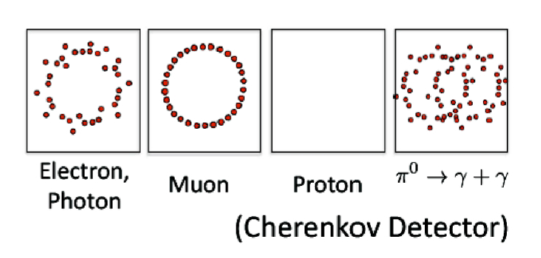 Electron,
Photon
Muon
Proton
π⁰ → γ + γ
(Cherenkov Detector)